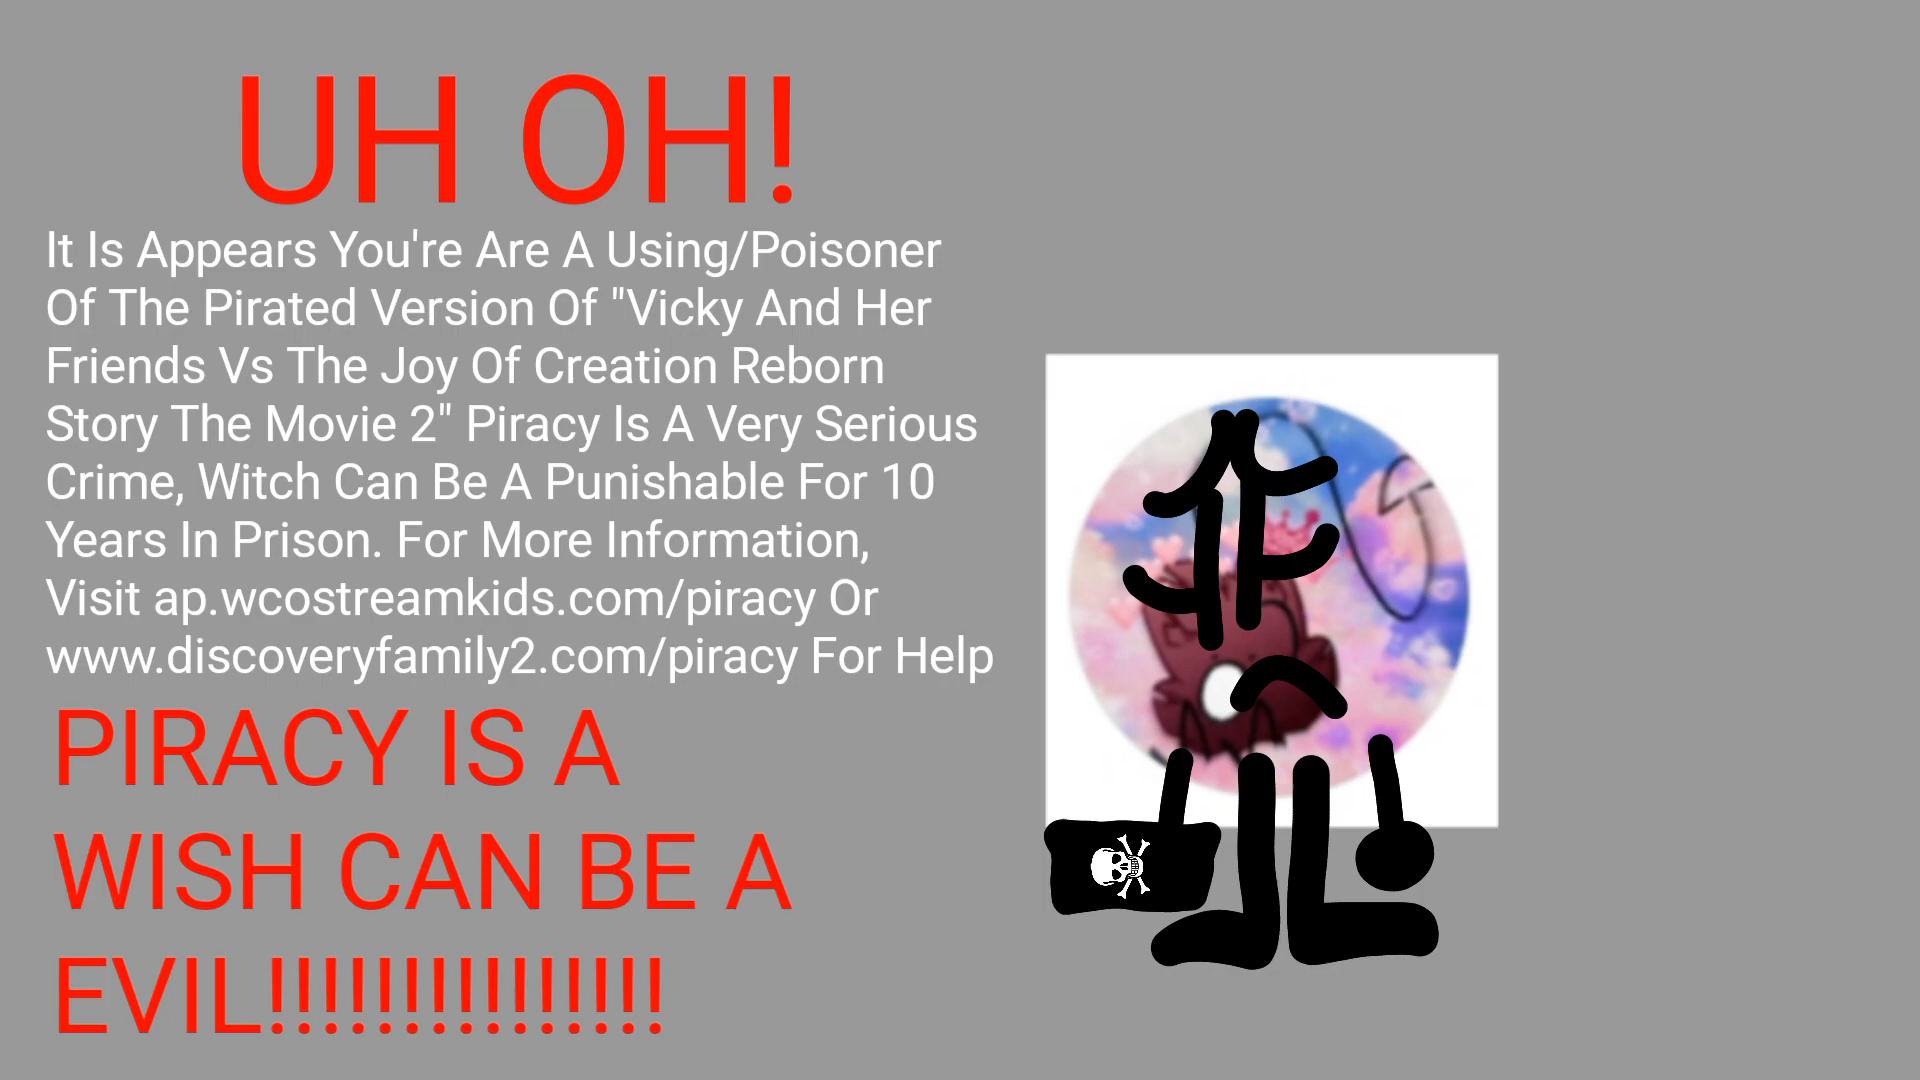 UH OH!
It Is Appears You're Are A Using/Poisoner
Of The Pirated Version Of "Vicky And Her
Friends Vs The Joy Of Creation Reborn
Story The Movie 2" Piracy Is A Very Serious
Crime, Witch Can Be A Punishable For 10
Years In Prison. For More Information,
Visit ap.wcostreamkids.com/piracy Or
www.discoveryfamily2.com/piracy For Help
PIRACY IS A
WISH CAN BE A
EVIL!!!!!!!!!!!!!!!